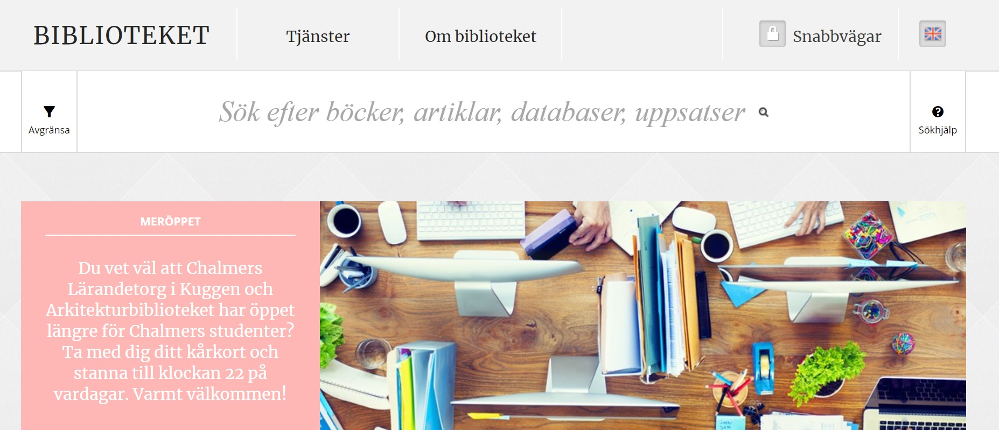 BIBLIOTEKET
Tjänster
Om biblioteket
Snabbvägar
Avgränsa
Sök efter böcker, artiklar, databaser, uppsatser
Sökhjälp
MERÖPPET
Du vet väl att Chalmers
Lärandetorg i Kuggen och
Arkitekturbiblioteket har öppet
längre för Chalmers studenter?
Ta med dig ditt kårkort och
stanna till klockan 22 på
vardagar. Varmt välkommen!